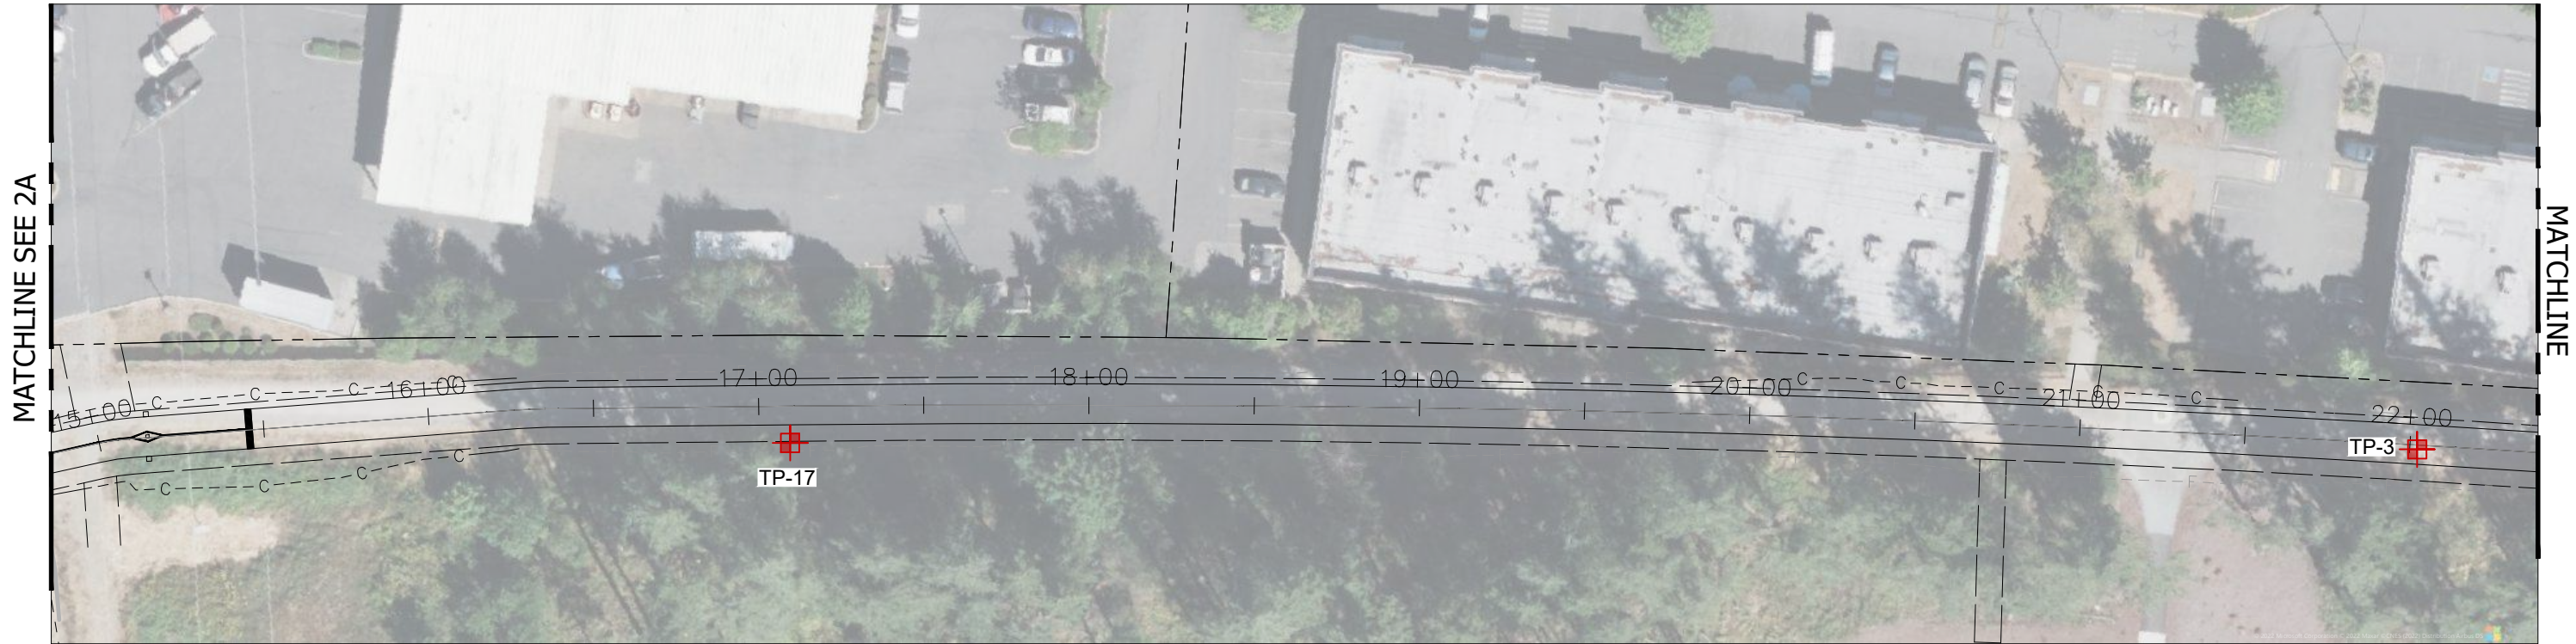 MATCHLINE SEE 2A
MATCHLINE
15+00
16+00
17+00
18+00
19+00
20+00
21+00
22+00
C
C
C
C
C
C
C
C
C
C
C
C
F
TP-17
TP-3